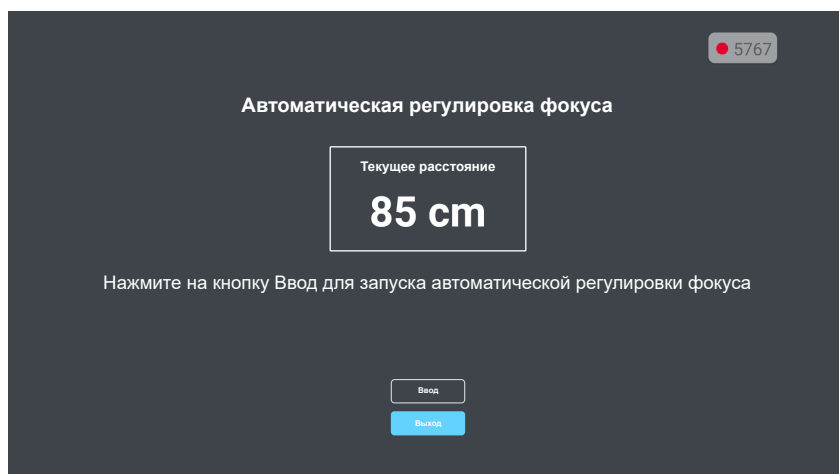 5767
Автоматическая регулировка фокуса
Текущее расстояние
85 cm
Нажмите на кнопку Ввод для запуска автоматической регулировки фокуса
Ввод
Выход